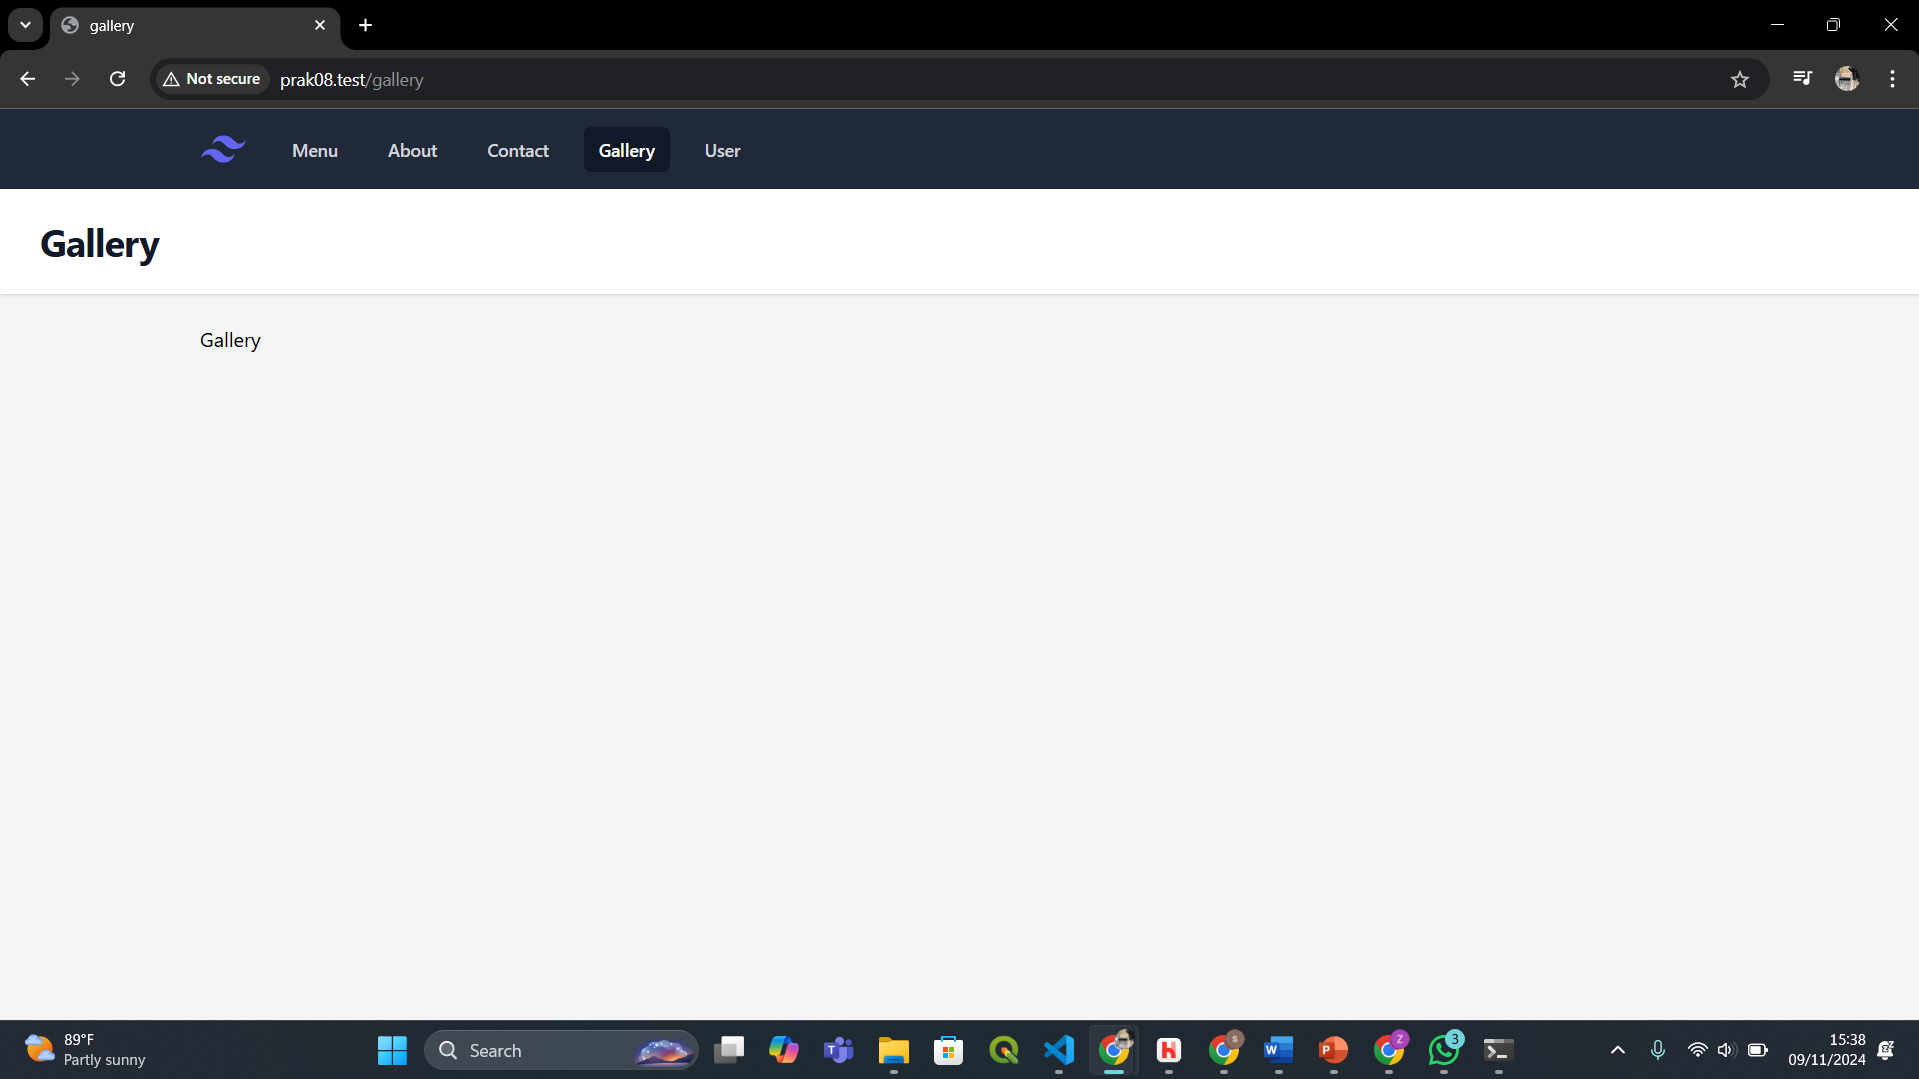 gallery
Not secure
prak08.test/gallery
Menu
About
Contact
Gallery
User
Gallery
Gallery
89°F
Partly sunny
Search
T
W
P
s
Z
3
15:38
09/11/2024